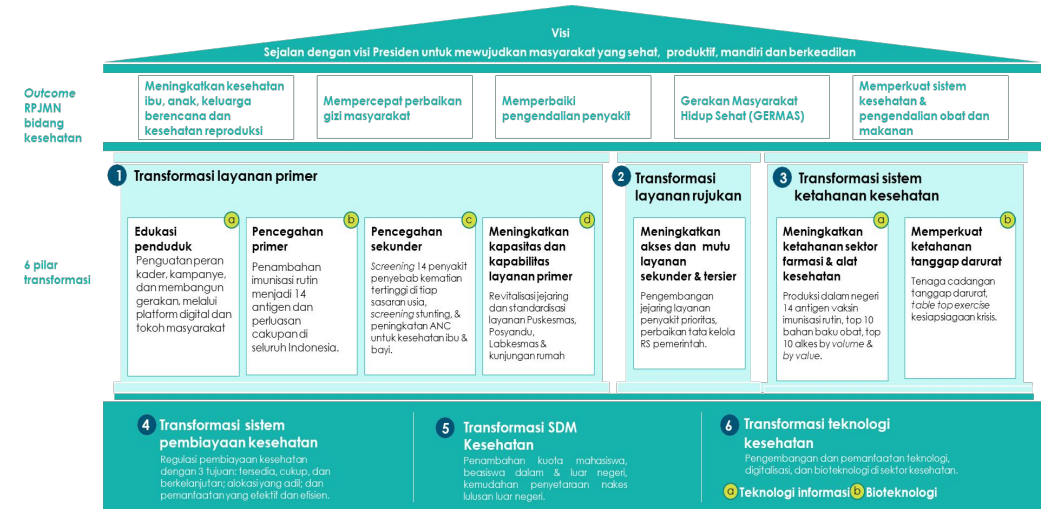 Visi
Sejalan dengan visi Presiden untuk mewujudkan masyarakat yang sehat, produktif, mandiri dan berkeadilan
Outcome
RPJMN
bidang
kesehatan
Meningkatkan kesehatan
ibu, anak, keluarga
berencana dan
kesehatan reproduksi
Mempercepat perbaikan
gizi masyarakat
Memperbaiki
pengendalian penyakit
Gerakan Masyarakat
Hidup Sehat (GERMAS)
Memperkuat sistem
kesehatan &
pengendalian obat dan
makanan
6 pilar
transformasi
1 Transformasi layanan primer
a
Edukasi
penduduk
Penguatan peran
kader, kampanye,
dan membangun
gerakan, melalui
platform digital dan
tokoh masyarakat
b
Pencegahan
primer
Penambahan
imunisasi rutin
menjadi 14
antigen dan
perluasan
cakupan di
seluruh Indonesia.
c
Pencegahan
sekunder
Screening 14 penyakit
penyebab kematian
tertinggi di tiap
sasaran usia,
screening stunting, &
peningkatan ANC
untuk kesehatan ibu &
bayi.
d
Meningkatkan
kapasitas dan
kapabilitas
layanan primer
Revitalisasi jejaring
dan standardisasi
layanan Puskesmas,
Posyandu,
Labkesmas &
kunjungan rumah
2 Transformasi
layanan rujukan
Meningkatkan
akses dan mutu
layanan
sekunder & tersier
Pengembangan
jejaring layanan
penyakit prioritas,
perbaikan tata kelola
RS pemerintah.
3 Transformasi sistem
ketahanan kesehatan
a
Meningkatkan
ketahanan sektor
farmasi & alat
kesehatan
Produksi dalam negeri
14 antigen vaksin
imunisasi rutin, top 10
bahan baku obat, top
10 alkes by volume &
by value.
b
Memperkuat
ketahanan
tanggap darurat
Tenaga cadangan
tanggap darurat,
table top exercise
kesiapsiagaan krisis.
4 Transformasi sistem
pembiayaan kesehatan
Regulasi pembiayaan kesehatan
dengan 3 tujuan: tersedia, cukup, dan
berkelanjutan; alokasi yang adil; dan
pemanfaatan yang efektif dan efisien.
5 Transformasi SDM
Kesehatan
Penambahan kuota mahasiswa,
beasiswa dalam & luar negeri,
kemudahan penyetaraan nakes
lulusan luar negeri.
6 Transformasi teknologi
kesehatan
Pengembangan dan pemanfaatan teknologi,
digitalisasi, dan bioteknologi di sektor kesehatan.
a Teknologi informasi b Bioteknologi